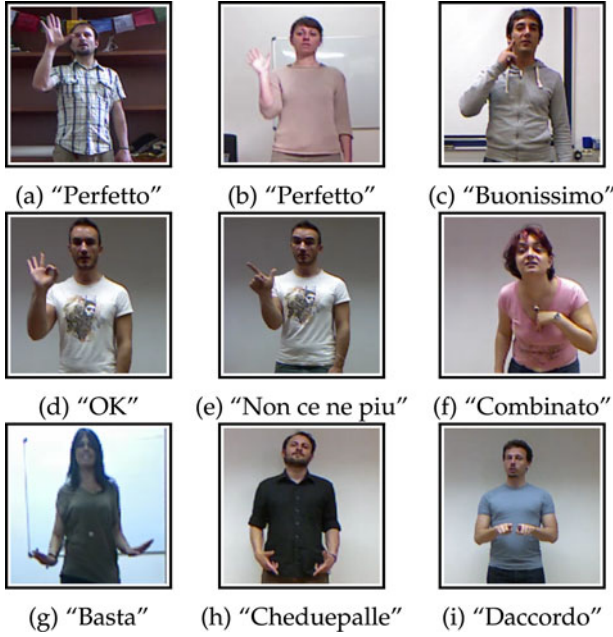 (a) “Perfetto” (b) “Perfetto” (c) “Buonissimo”
(d) “OK” (e) “Non ce ne piu” (f) “Combinato”
(g) “Basta” (h) “Cheduepalle” (i) “Daccordo”